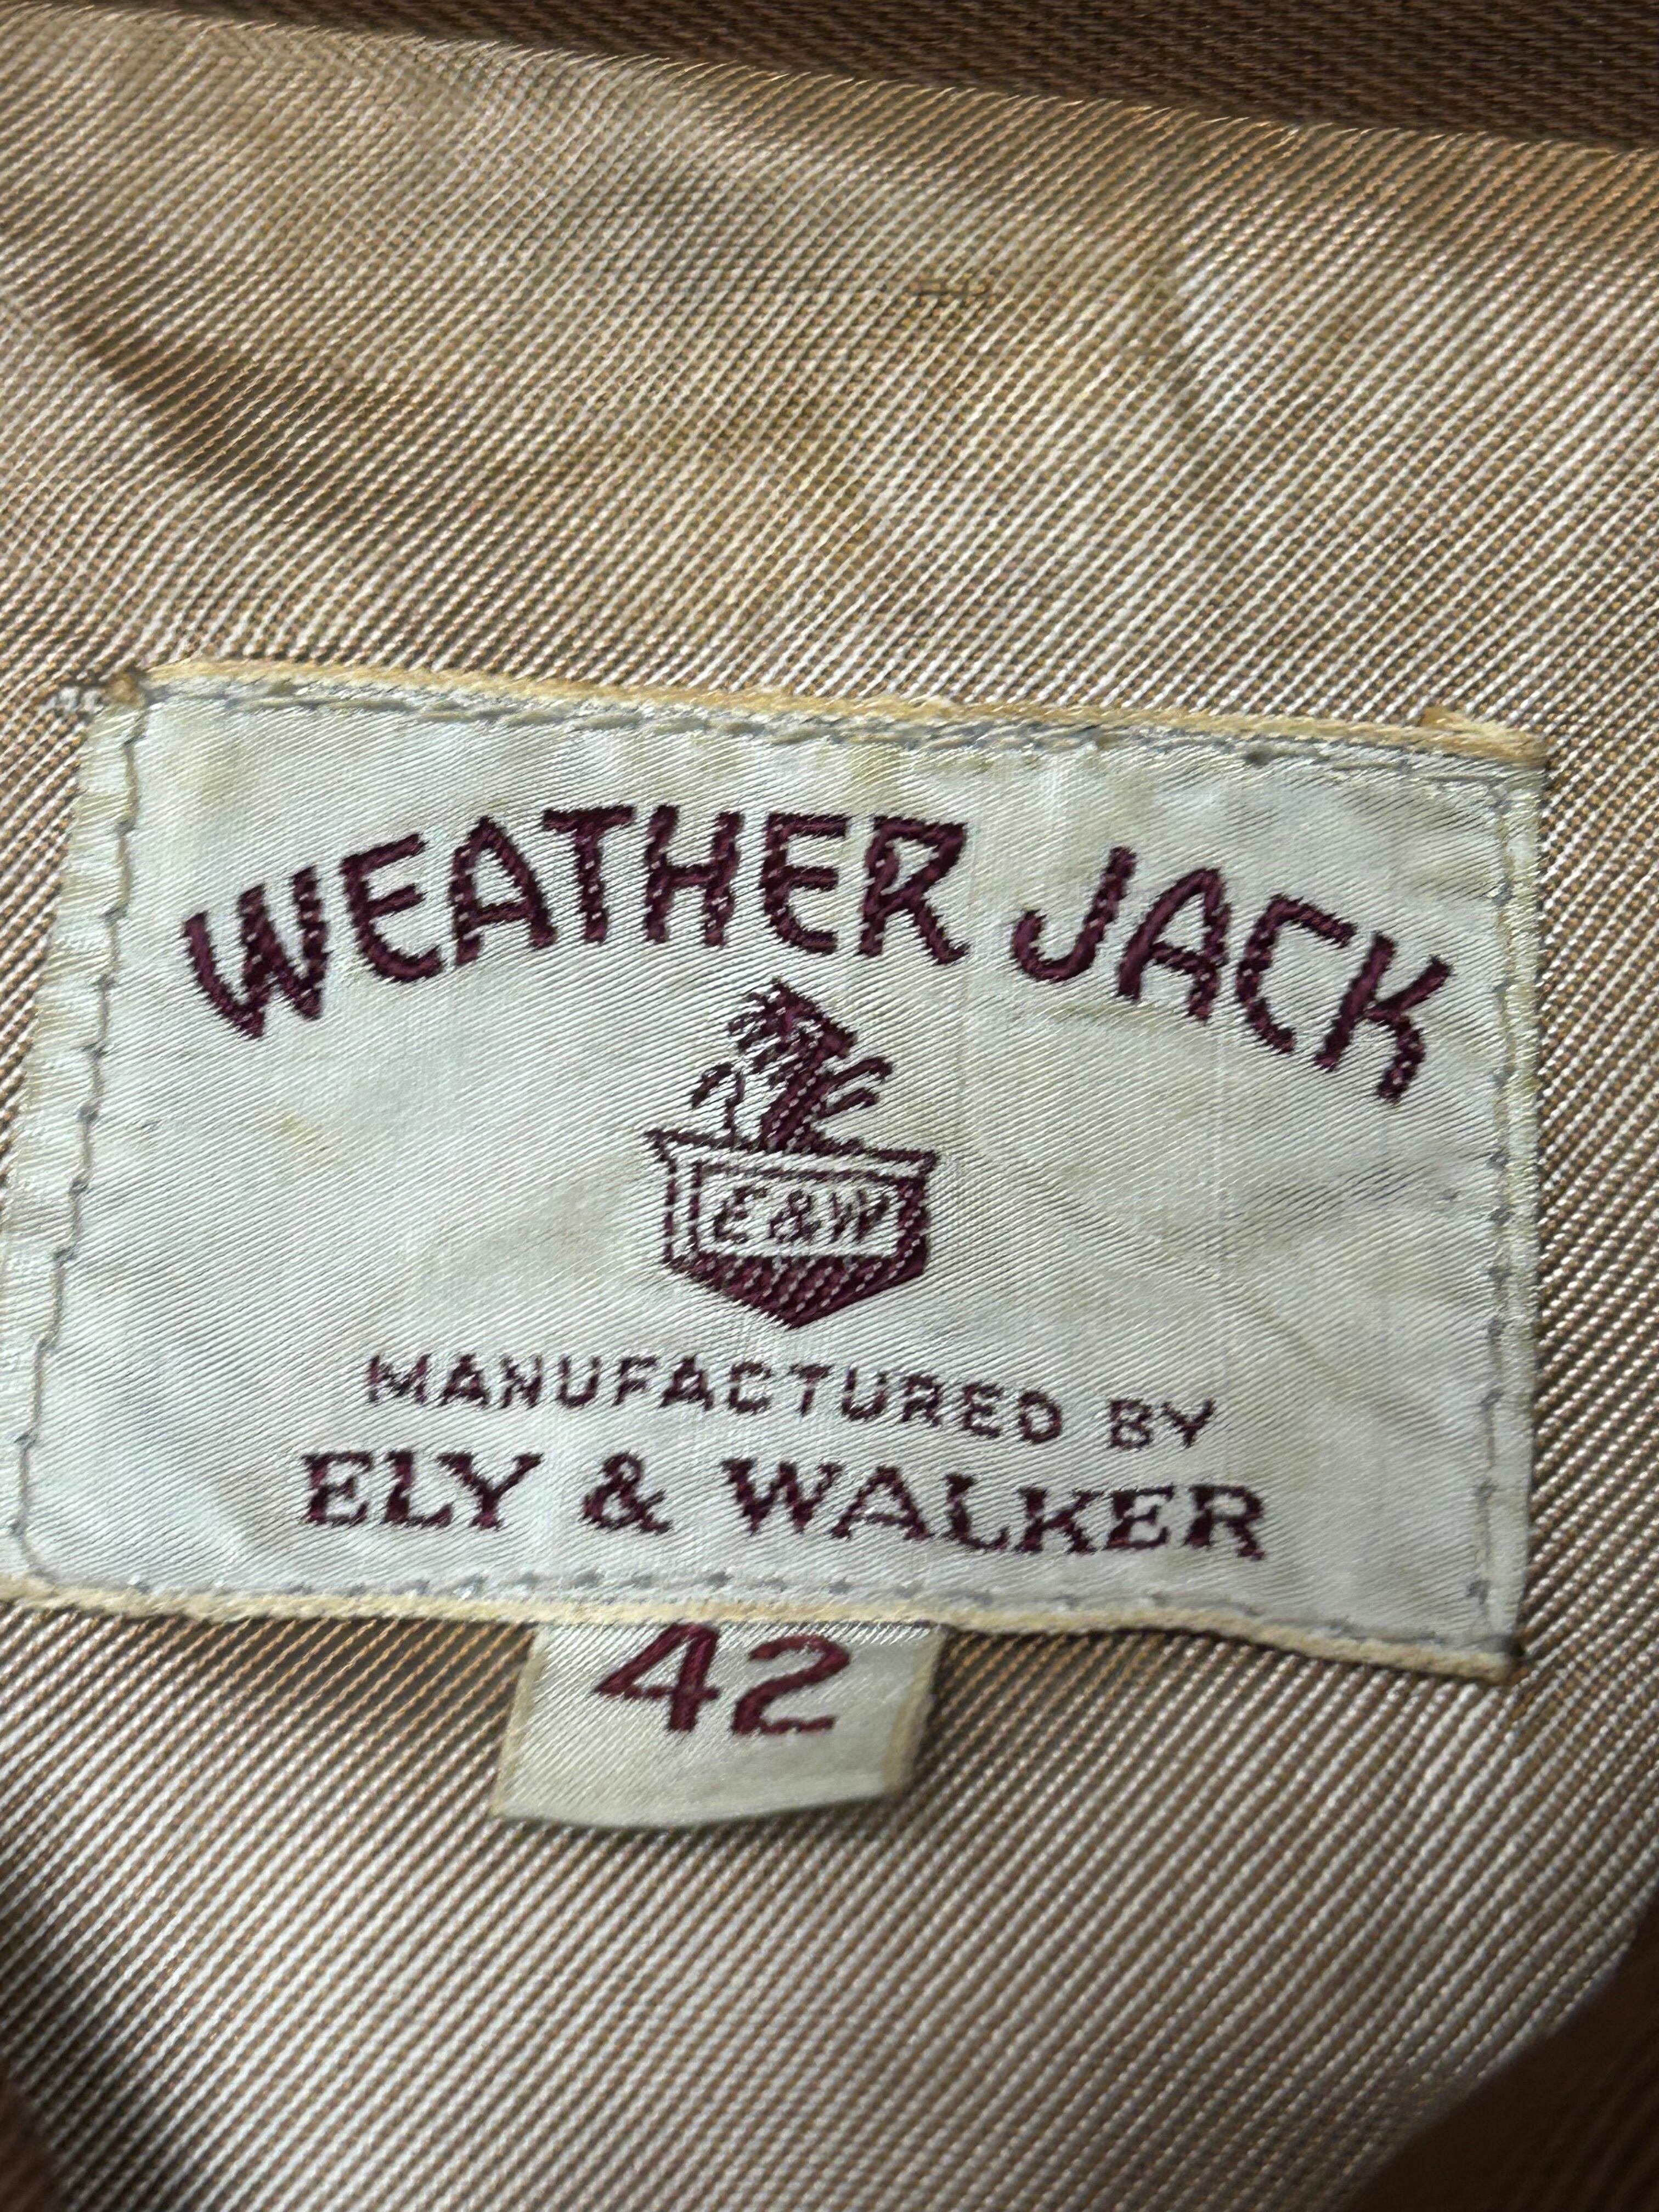 WEATHER JACK
E & W
MANUFACTURED BY
ELY & WALKER
42